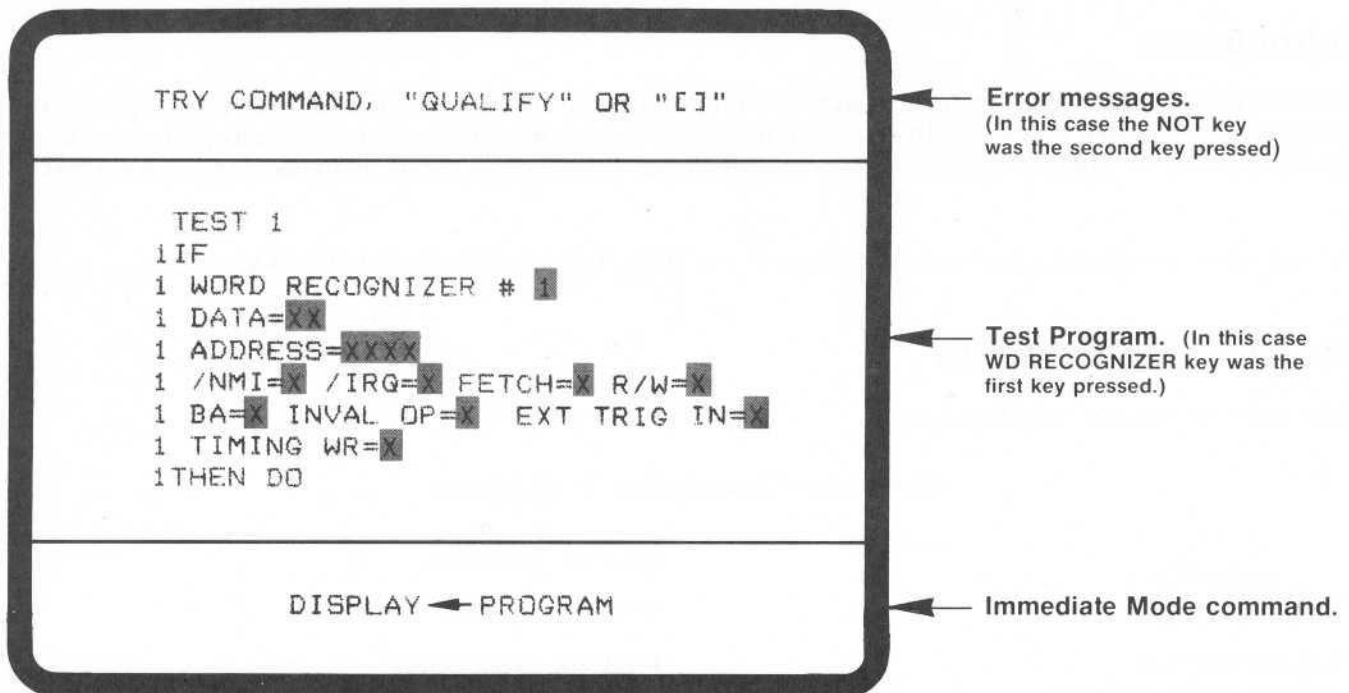 TRY COMMAND, "QUALIFY" OR "[]"
Error messages.
(In this case the NOT key
was the second key pressed)
TEST 1
1IF
1 WORD RECOGNIZER # 1
1 DATA=XX
1 ADDRESS=XXXX
1 /NMI=X /IRQ=X FETCH=X R/W=X
1 BA=X INVAL OP=X EXT TRIG IN=X
1 TIMING WR=X
1THEN DO
Test Program. (In this case
WD RECOGNIZER key was the
first key pressed.)
DISPLAY ← PROGRAM
Immediate Mode command.